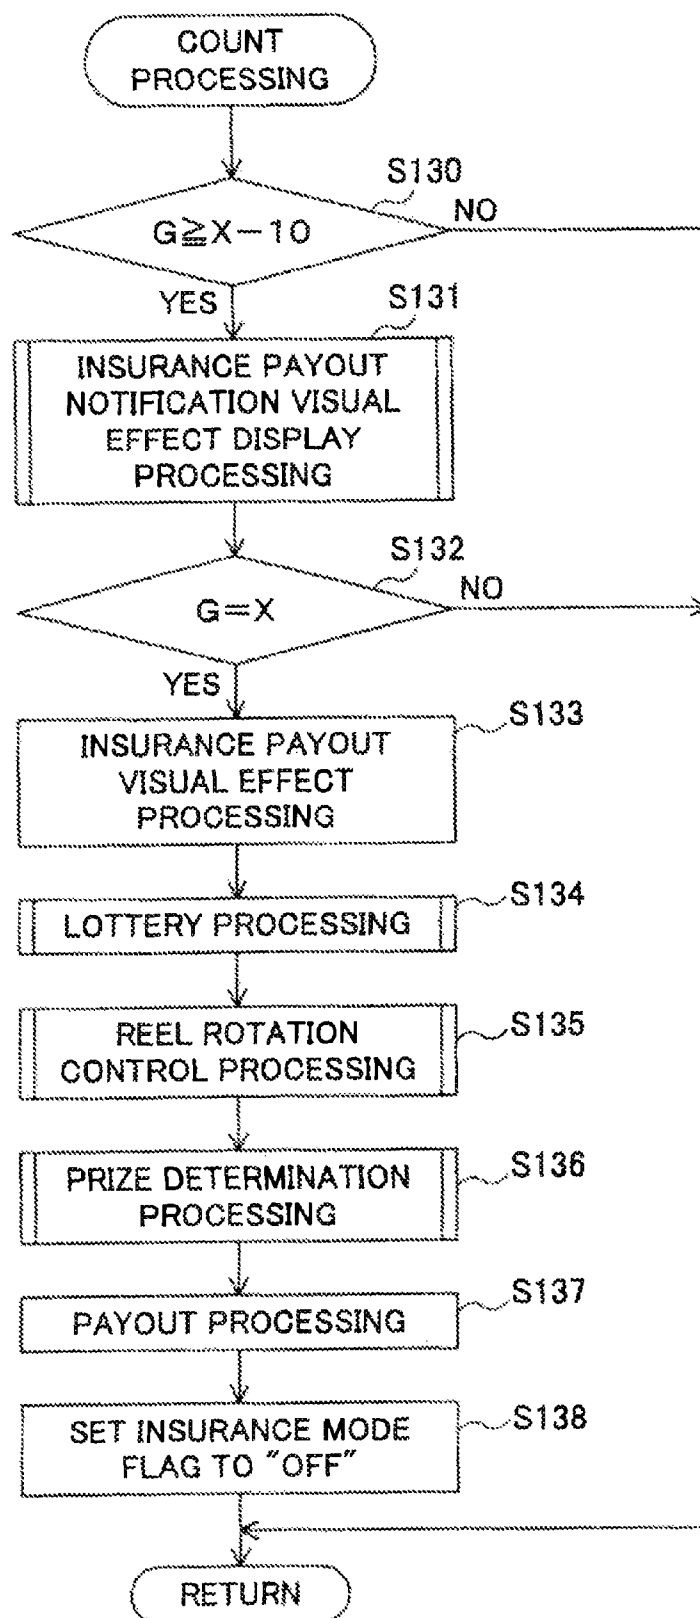 COUNT
PROCESSING
S130
G≧X−10
NO
YES
S131
INSURANCE PAYOUT
NOTIFICATION VISUAL
EFFECT DISPLAY
PROCESSING
S132
G=X
NO
YES
S133
INSURANCE PAYOUT
VISUAL EFFECT
PROCESSING
S134
LOTTERY PROCESSING
S135
REEL ROTATION
CONTROL PROCESSING
S136
PRIZE DETERMINATION
PROCESSING
S137
PAYOUT PROCESSING
S138
SET INSURANCE MODE
FLAG TO "OFF"
RETURN